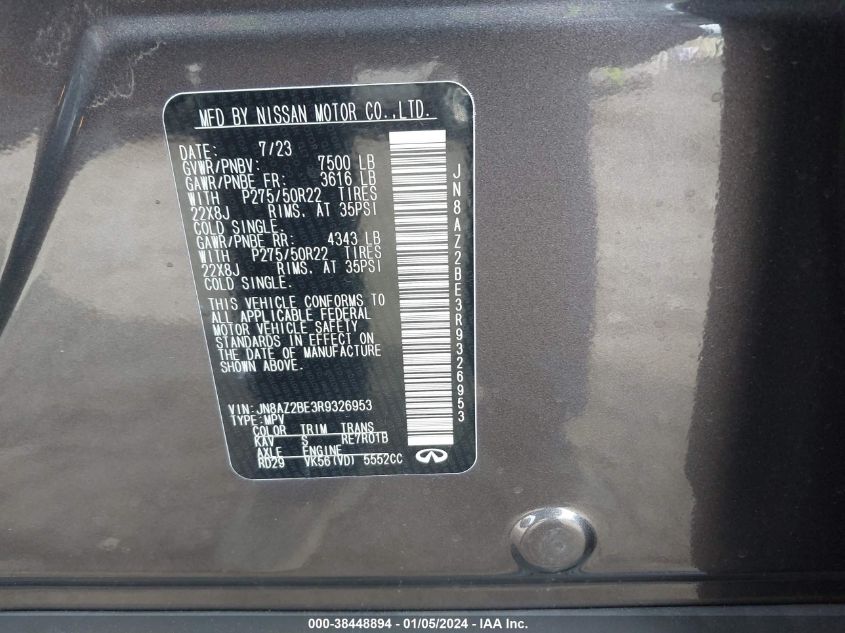 MFD BY NISSAN MOTOR CO.,LTD.
DATE: 7/23
GVWR/PNBV: 7500 LB
GAWR/PNBE FR: 3616 LB
WITH P275/50R22 TIRES
22X8J RIMS, AT 35PSI
COLD SINGLE.
GAWR/PNBE RR: 4343 LB
WITH P275/50R22 TIRES
22X8J RIMS, AT 35PSI
COLD SINGLE.
THIS VEHICLE CONFORMS TO
ALL APPLICABLE FEDERAL
MOTOR VEHICLE SAFETY
STANDARDS IN EFFECT ON
THE DATE OF MANUFACTURE
SHOWN ABOVE.
VIN: JN8AZ2BE3R9326953
TYPE: MPV
COLOR TRIM TRANS
KXV S RE7R01B
AXLE ENGINE
RD29 VK56(VD) 5552CC
JN8AZ2BE3R9326953
000-38448894 - 01/05/2024 - IAA Inc.